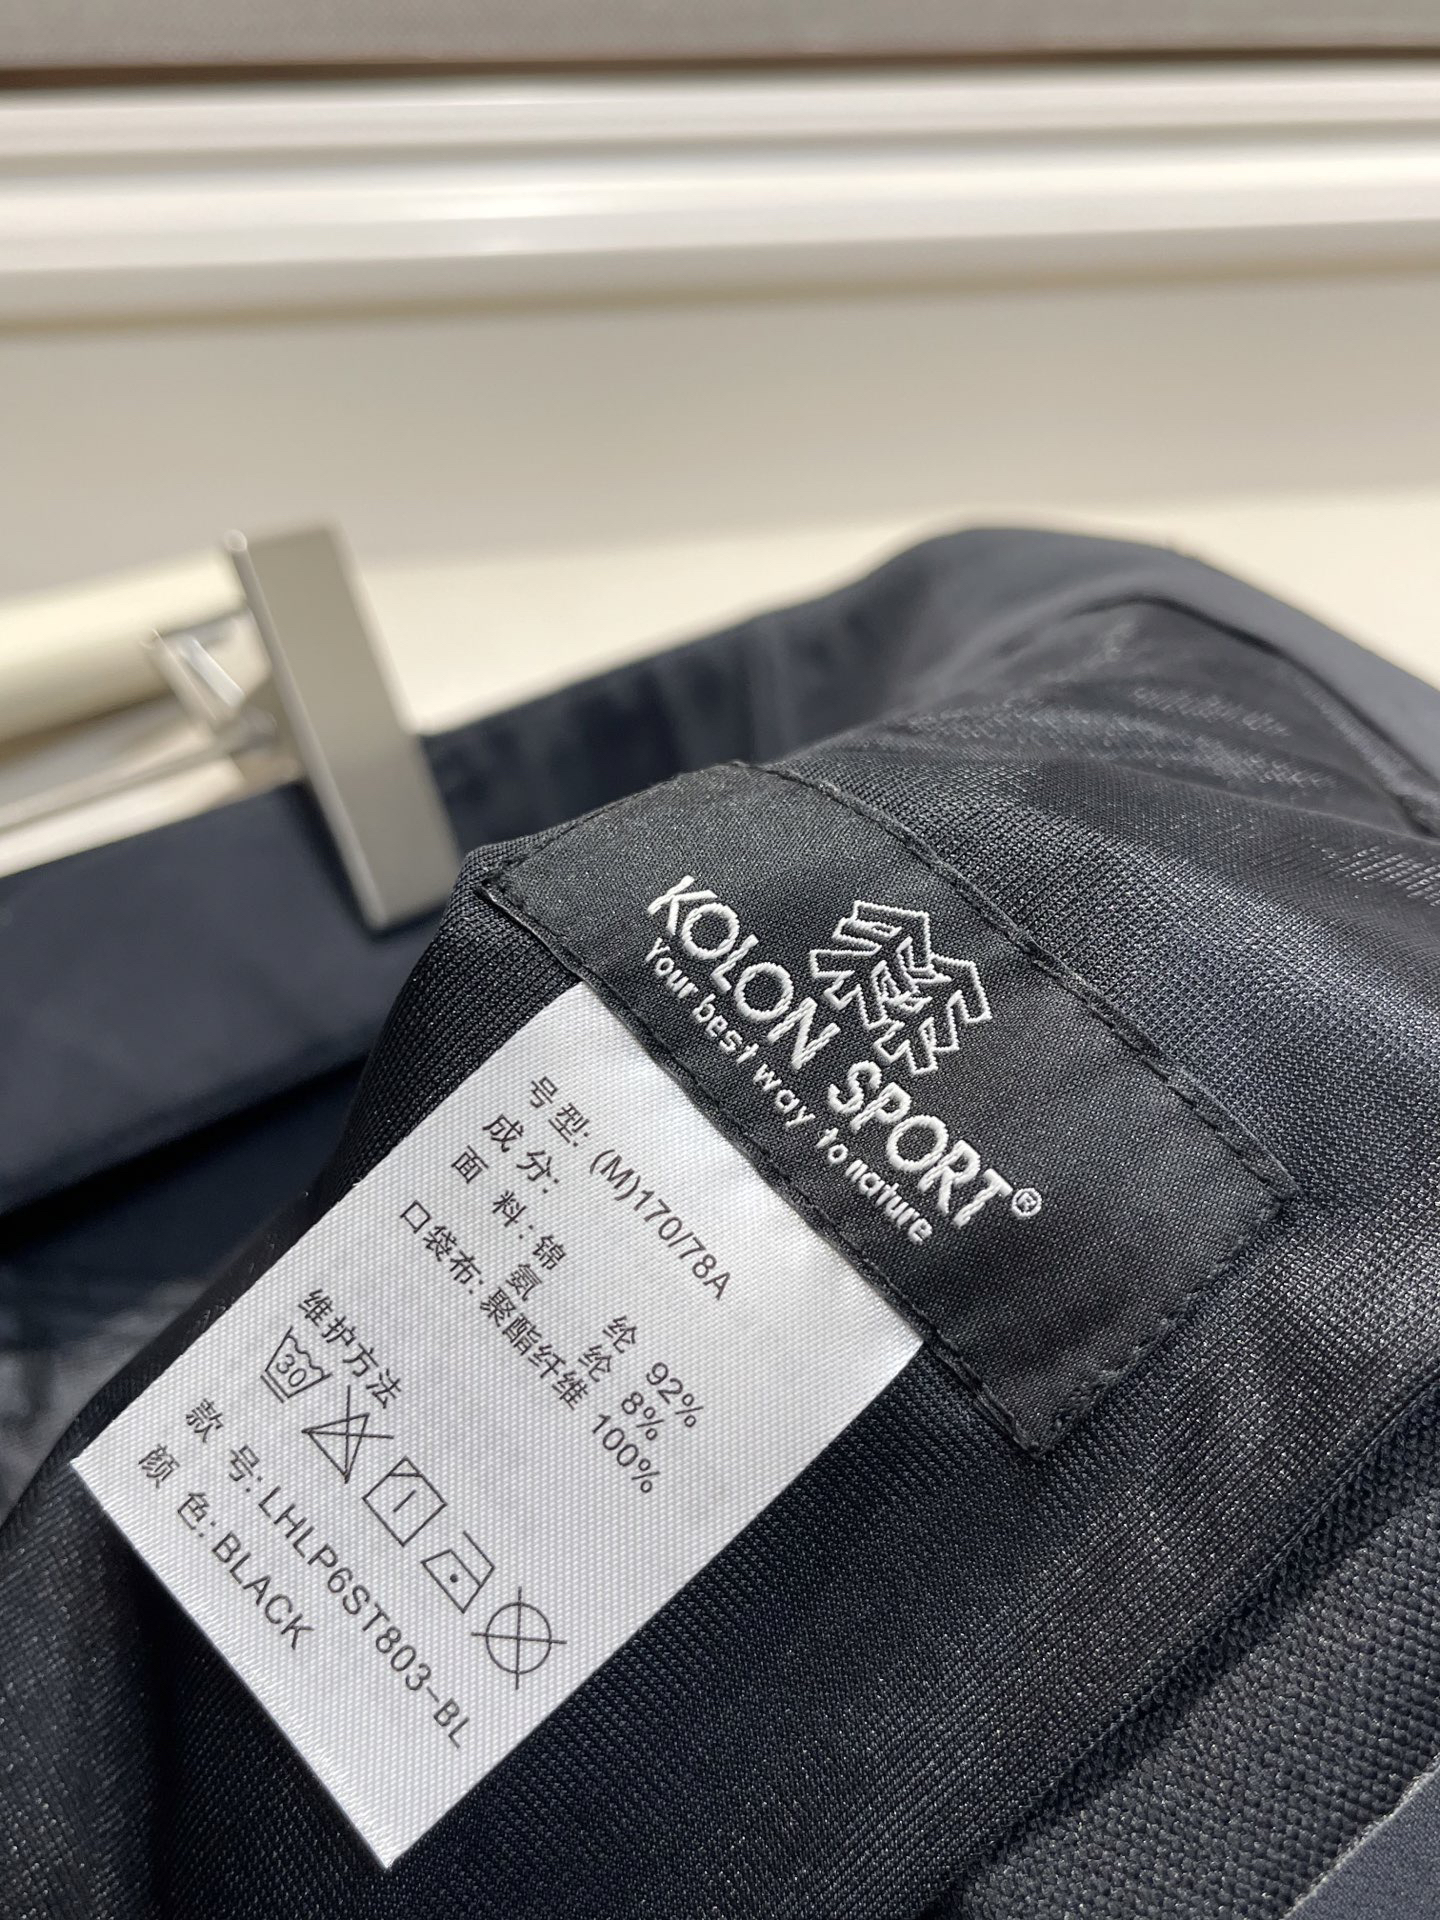 KOLON SPORT®
Your best way to nature
号型: (M)170/78A
成 分:
面 料: 锦 纶 92%
氨 纶 8%
口袋布: 聚酯纤维 100%
维护方法
30
款 号: LHLP6ST803-BL
颜 色: BLACK